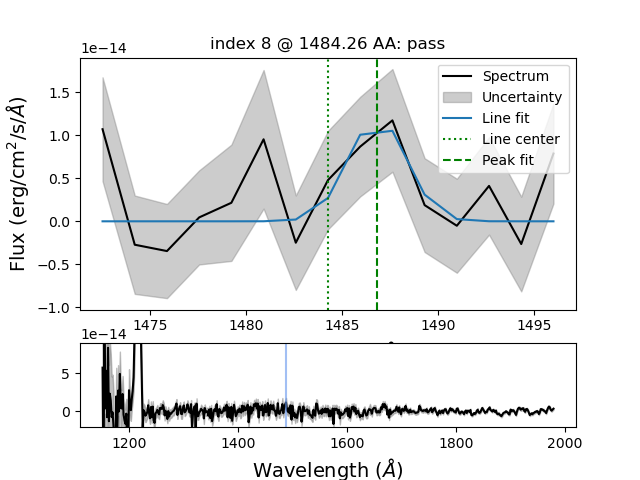 index 8 @ 1484.26 AA: pass
1e−14
Flux (erg/cm²/s/Å)
1.5
1.0
0.5
0.0
−0.5
−1.0
Spectrum
Uncertainty
Line fit
Line center
Peak fit
1475
1480
1485
1490
1495
1e−14
5
0
1200
1400
1600
1800
2000
Wavelength (Å)